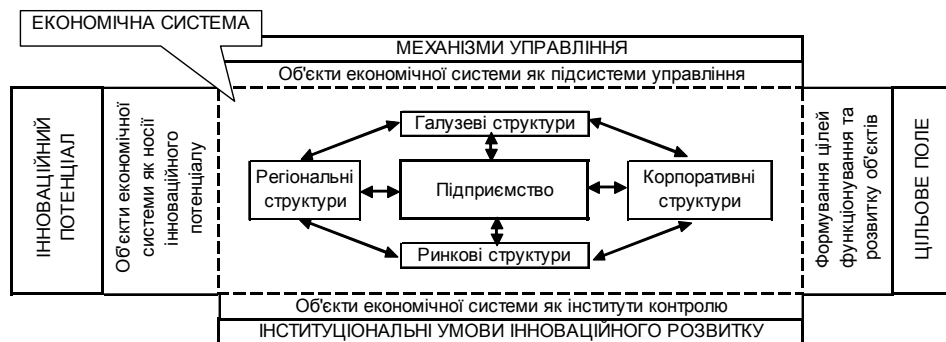 ЕКОНОМІЧНА СИСТЕМА
МЕХАНІЗМИ УПРАВЛІННЯ
Об'єкти економічної системи як підсистеми управління
ІННОВАЦІЙНИЙ
ПОТЕНЦІАЛ
Об'єкти економічної
системи як носії
інноваційного
потенціалу
Галузеві структури
Регіональні
структури
Підприємство
Корпоративні
структури
Ринкові структури
Формування цілей
функціонування та
розвитку об'єктів
ЦІЛЬОВЕ ПОЛЕ
Об'єкти економічної системи як інститути контролю
ІНСТИТУЦІОНАЛЬНІ УМОВИ ІННОВАЦІЙНОГО РОЗВИТКУ